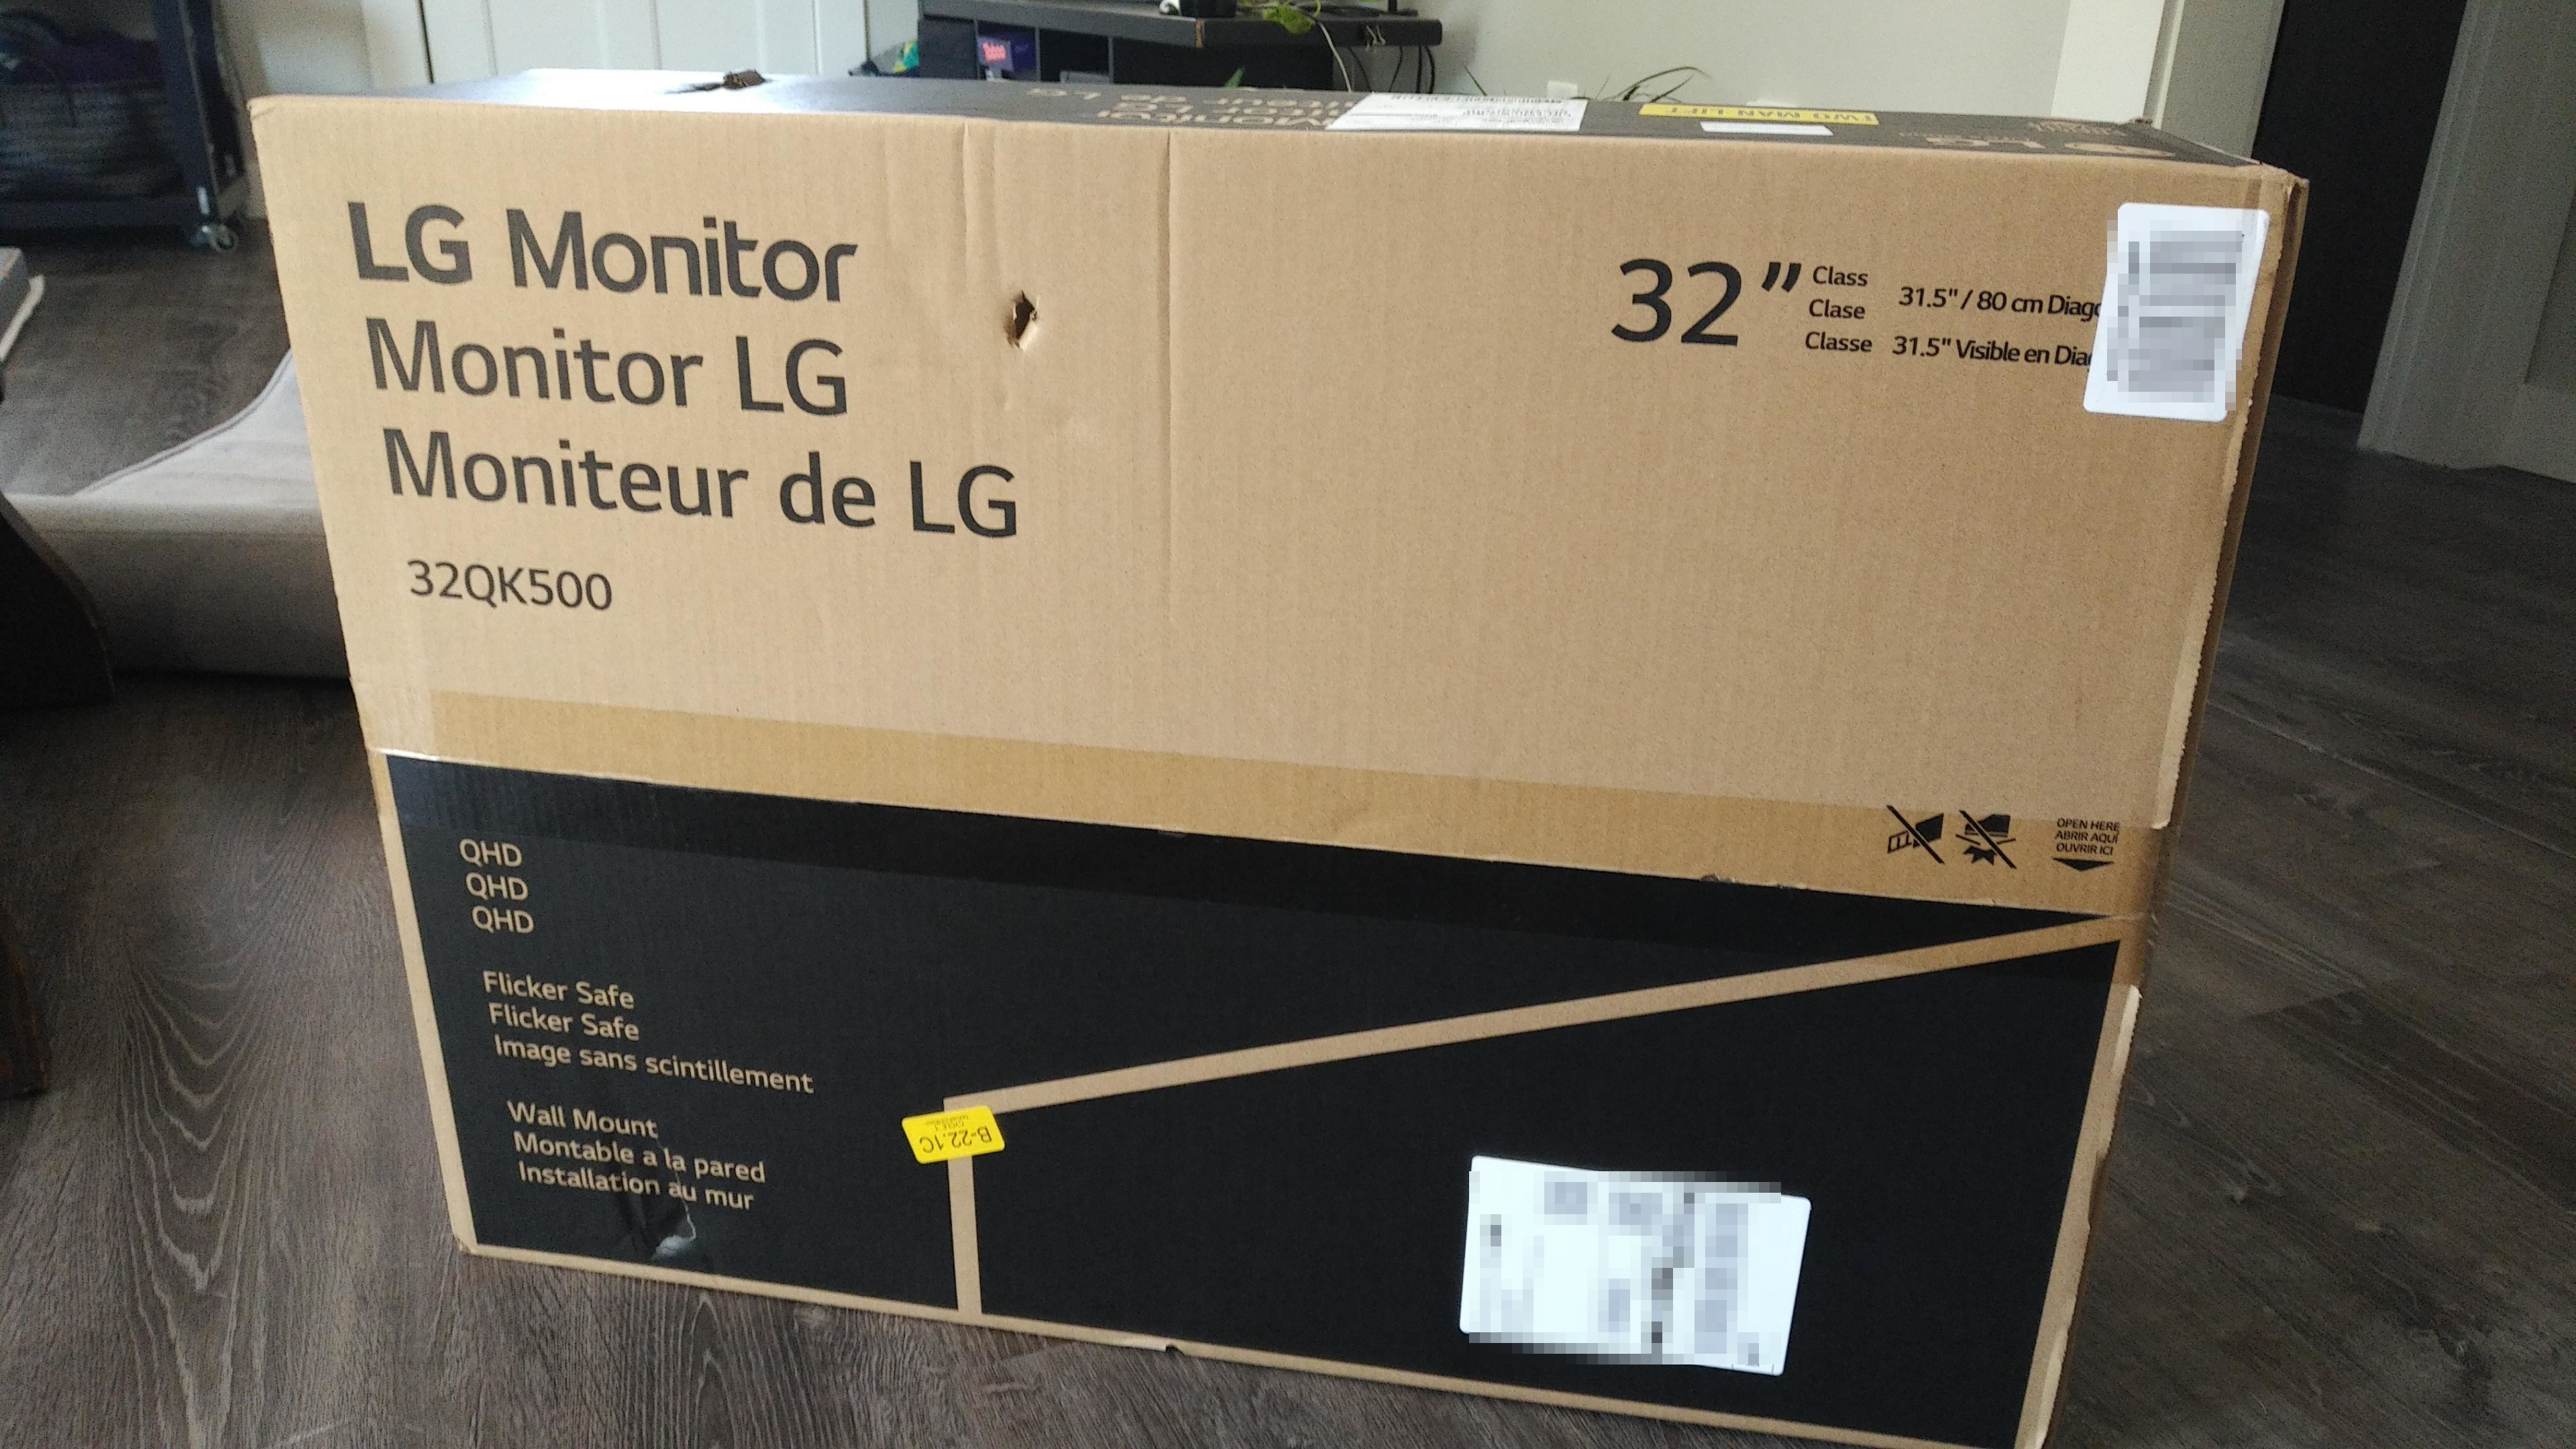 LG Monitor
Monitor LG
Moniteur de LG
32QK500
32”
Class
Clase
Classe
31.5" / 80 cm
31.5" Visible en
TWO MAN LIFT
LG
OPEN HERE
ABRIR AQUÍ
OUVRIR ICI
QHD
QHD
QHD
Flicker Safe
Flicker Safe
Image sans scintillement
Wall Mount
Montable a la pared
Installation au mur
B-22.1C